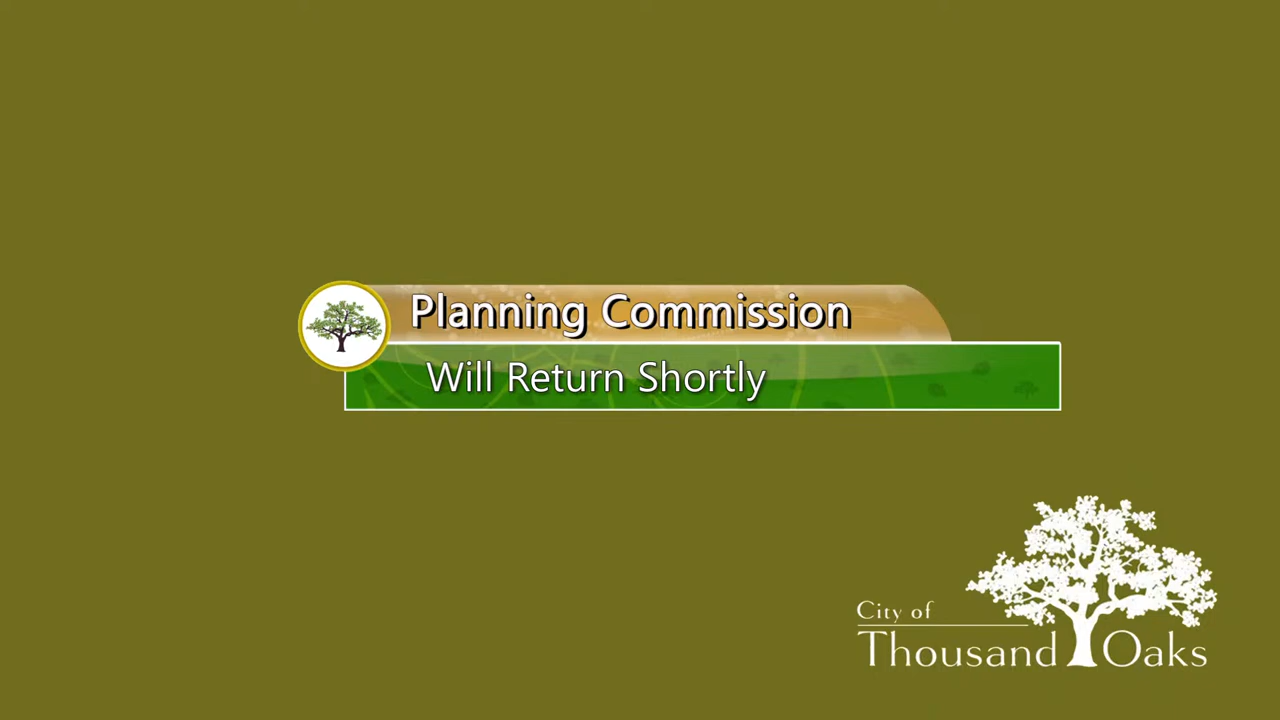 Planning Commission
Will Return Shortly
City of
Thousand Oaks